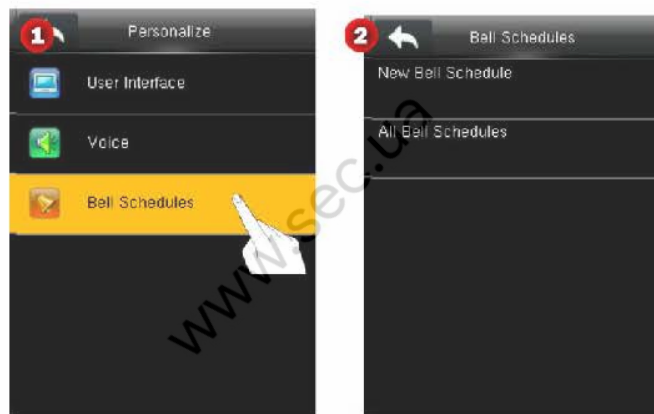 1
Personalize
User Interface
Voice
Bell Schedules
2
Bell Schedules
New Bell Schedule
All Bell Schedules
www.sec.ua